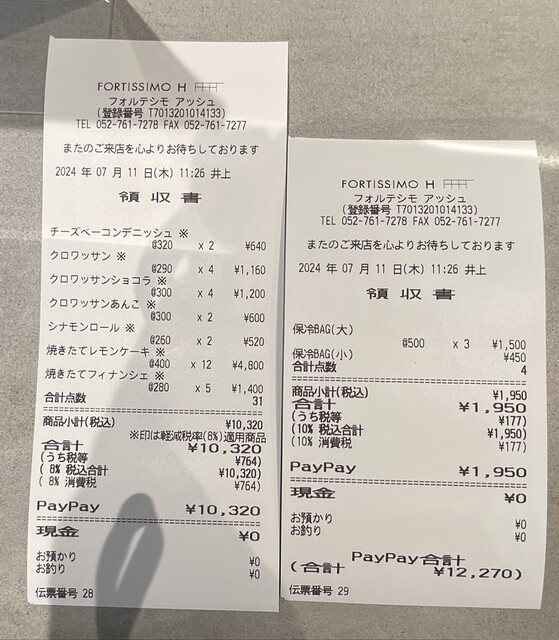 FORTISSIMO H
フォルテシモ アッシュ
(登録番号 T7013201014133)
TEL 052-761-7278 FAX 052-761-7277
またのご来店を心よりお待ちしております
2024 年 07 月 11 日(木) 11:26 井上
領 収 書
チーズベーコンデニッシュ ※
@320 x 2 ¥640
クロワッサン ※
@290 x 4 ¥1,160
クロワッサンショコラ ※
@300 x 4 ¥1,200
クロワッサンあんこ ※
@300 x 2 ¥600
シナモンロール ※
@260 x 2 ¥520
焼きたてレモンケーキ ※
@400 x 12 ¥4,800
焼きたてフィナンシェ ※
@280 x 5 ¥1,400
合計点数 31
商品小計(税込) ¥10,320
※印は軽減税率(8%)適用商品
合計 ¥10,320
(うち税等 ¥764)
( 8% 税込合計 ¥10,320)
( 8% 消費税 ¥764)
PayPay ¥10,320
現金 ¥0
お預かり ¥0
お釣り ¥0
伝票番号 28
FORTISSIMO H
フォルテシモ アッシュ
(登録番号 T7013201014133)
TEL 052-761-7278 FAX 052-761-7277
またのご来店を心よりお待ちしております
2024 年 07 月 11 日(木) 11:26 井上
領 収 書
保冷BAG(大)
@500 x 3 ¥1,500
保冷BAG(小) ¥450
合計点数 4
商品小計(税込) ¥1,950
合計 ¥1,950
(うち税等 ¥177)
(10% 税込合計 ¥1,950)
(10% 消費税 ¥177)
PayPay ¥1,950
現金 ¥0
お預かり ¥0
お釣り ¥0
PayPay合計
(合計 ¥12,270)
伝票番号 29